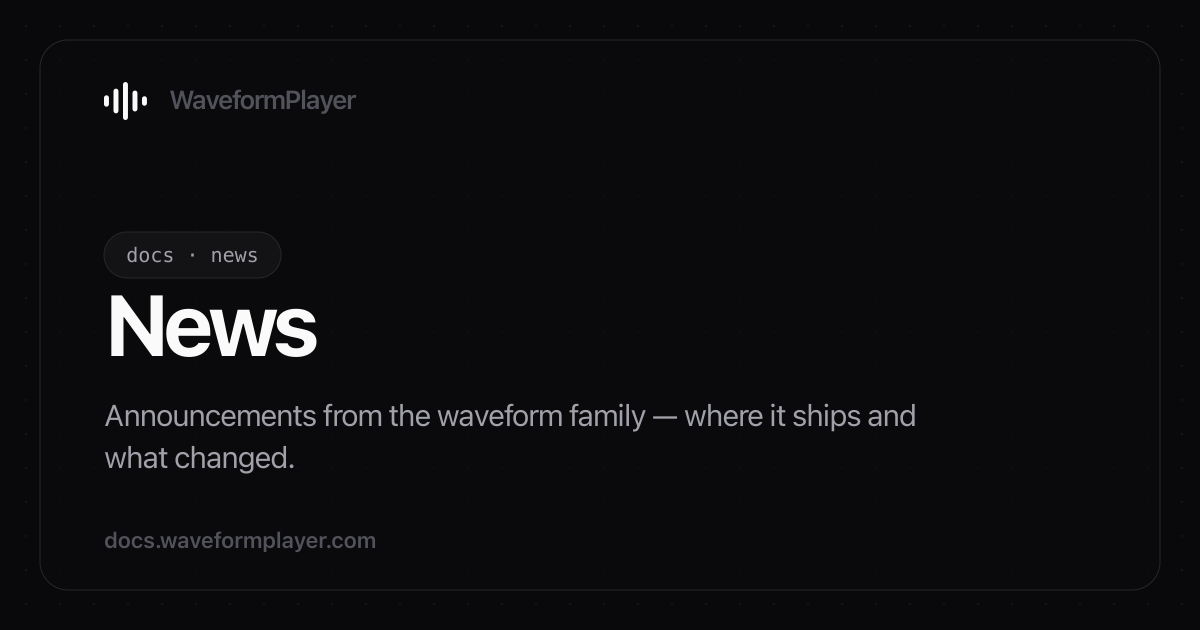 WaveformPlayer
docs · news
News
Announcements from the waveform family — where it ships and
what changed.
docs.waveformplayer.com